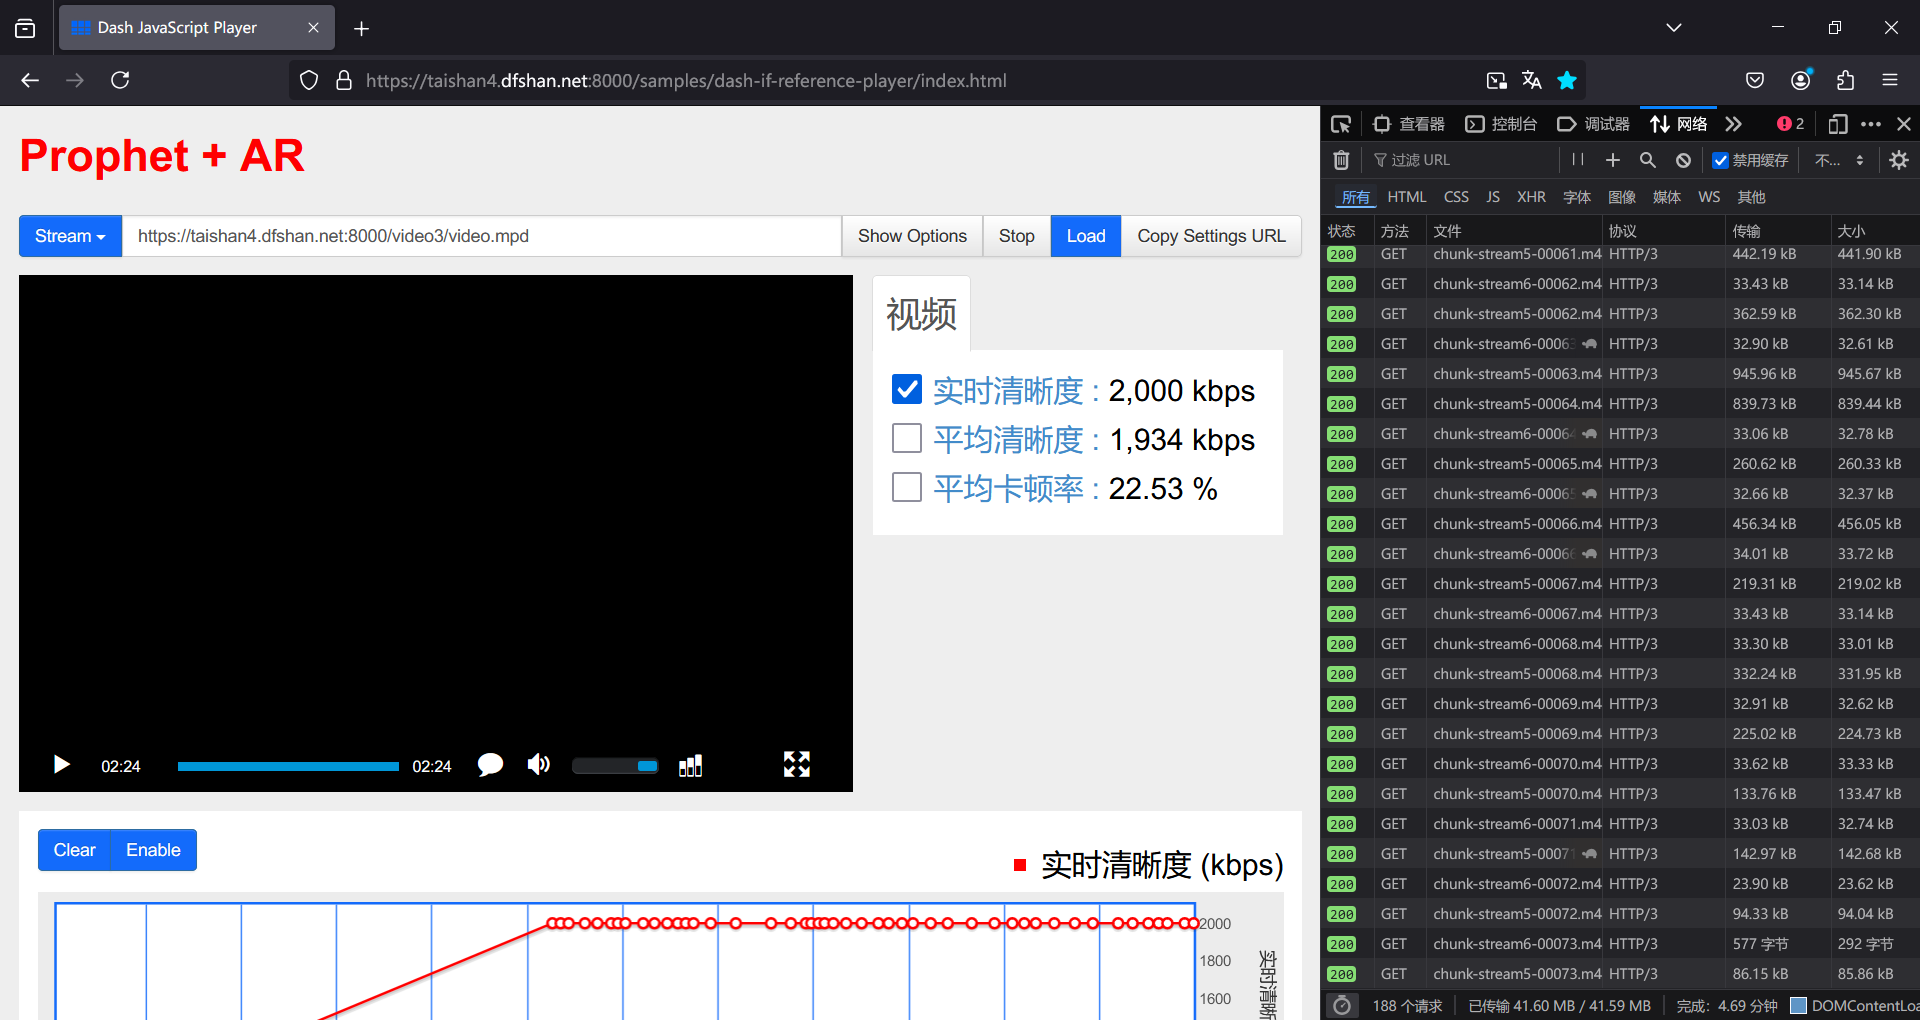 Dash JavaScript Player
https://taishan4.dfshan.net:8000/samples/dash-if-reference-player/index.html
Prophet + AR
Stream
https://taishan4.dfshan.net:8000/video3/video.mpd
Show Options
Stop
Load
Copy Settings URL
视频
实时清晰度 : 2,000 kbps
平均清晰度 : 1,934 kbps
平均卡顿率 : 22.53 %
02:24
02:24
Clear
Enable
实时清晰度 (kbps)
2000
1800
1600
实时清晰
查看器
控制台
调试器
网络
2
过滤 URL
禁用缓存
不...
所有 HTML CSS JS XHR 字体 图像 媒体 WS 其他
状态 方法 文件 协议 传输 大小
200 GET chunk-stream5-00061.m4 HTTP/3 442.19 kB 441.90 kB
200 GET chunk-stream6-00062.m4 HTTP/3 33.43 kB 33.14 kB
200 GET chunk-stream5-00062.m4 HTTP/3 362.59 kB 362.30 kB
200 GET chunk-stream6-00063 HTTP/3 32.90 kB 32.61 kB
200 GET chunk-stream5-00063.m4 HTTP/3 945.96 kB 945.67 kB
200 GET chunk-stream5-00064.m4 HTTP/3 839.73 kB 839.44 kB
200 GET chunk-stream6-00064 HTTP/3 33.06 kB 32.78 kB
200 GET chunk-stream5-00065.m4 HTTP/3 260.62 kB 260.33 kB
200 GET chunk-stream6-00065 HTTP/3 32.66 kB 32.37 kB
200 GET chunk-stream5-00066.m4 HTTP/3 456.34 kB 456.05 kB
200 GET chunk-stream6-00066 HTTP/3 34.01 kB 33.72 kB
200 GET chunk-stream5-00067.m4 HTTP/3 219.31 kB 219.02 kB
200 GET chunk-stream6-00067.m4 HTTP/3 33.43 kB 33.14 kB
200 GET chunk-stream6-00068.m4 HTTP/3 33.30 kB 33.01 kB
200 GET chunk-stream5-00068.m4 HTTP/3 332.24 kB 331.95 kB
200 GET chunk-stream6-00069.m4 HTTP/3 32.91 kB 32.62 kB
200 GET chunk-stream5-00069.m4 HTTP/3 225.02 kB 224.73 kB
200 GET chunk-stream6-00070.m4 HTTP/3 33.62 kB 33.33 kB
200 GET chunk-stream5-00070.m4 HTTP/3 133.76 kB 133.47 kB
200 GET chunk-stream6-00071.m4 HTTP/3 33.03 kB 32.74 kB
200 GET chunk-stream5-00071 HTTP/3 142.97 kB 142.68 kB
200 GET chunk-stream6-00072.m4 HTTP/3 23.90 kB 23.62 kB
200 GET chunk-stream5-00072.m4 HTTP/3 94.33 kB 94.04 kB
200 GET chunk-stream6-00073.m4 HTTP/3 577 字节 292 字节
200 GET chunk-stream5-00073.m4 HTTP/3 86.15 kB 85.86 kB
188 个请求 已传输 41.60 MB / 41.59 MB 完成：4.69 分钟 DOMContentLoa